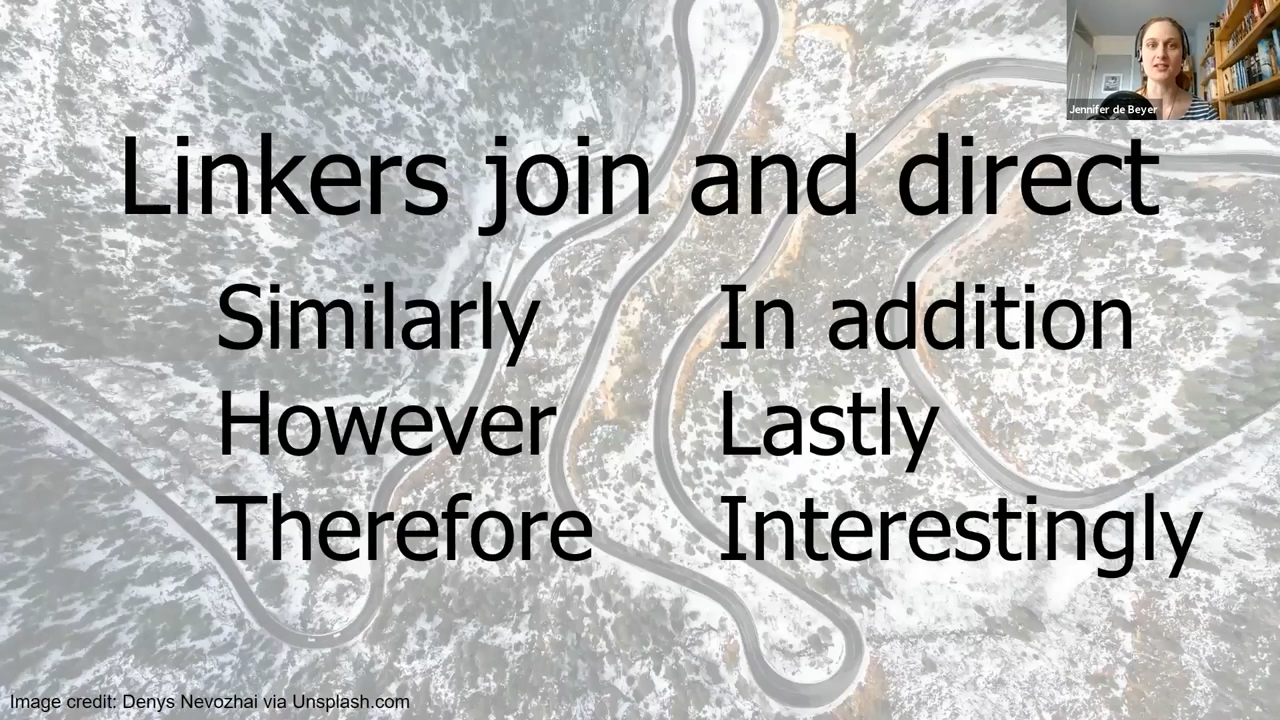 Jennifer de Beyer
Linkers join and direct
Similarly
However
Therefore
In addition
Lastly
Interestingly
Image credit: Denys Nevozhai via Unsplash.com